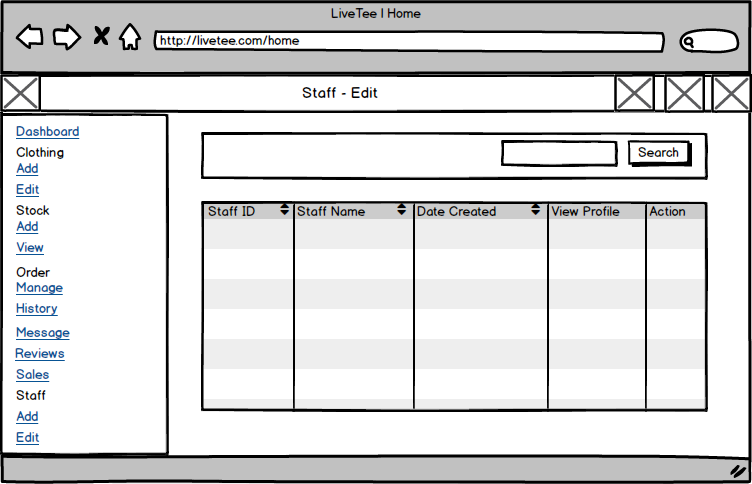 LiveTee | Home
http://livetee.com/home
Staff - Edit
Dashboard
Clothing
Add
Edit
Stock
Add
View
Order
Manage
History
Message
Reviews
Sales
Staff
Add
Edit
Search
Staff ID Staff Name Date Created View Profile Action